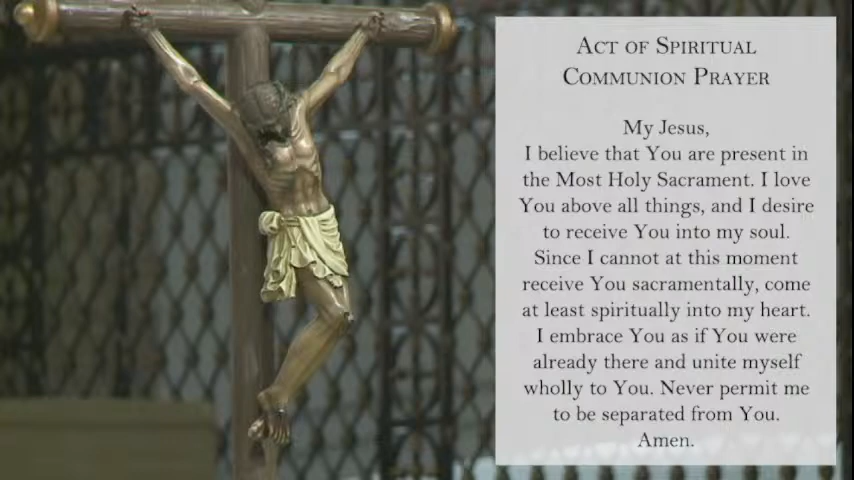 ACT OF SPIRITUAL
COMMUNION PRAYER
My Jesus,
I believe that You are present in
the Most Holy Sacrament. I love
You above all things, and I desire
to receive You into my soul.
Since I cannot at this moment
receive You sacramentally, come
at least spiritually into my heart.
I embrace You as if You were
already there and unite myself
wholly to You. Never permit me
to be separated from You.
Amen.